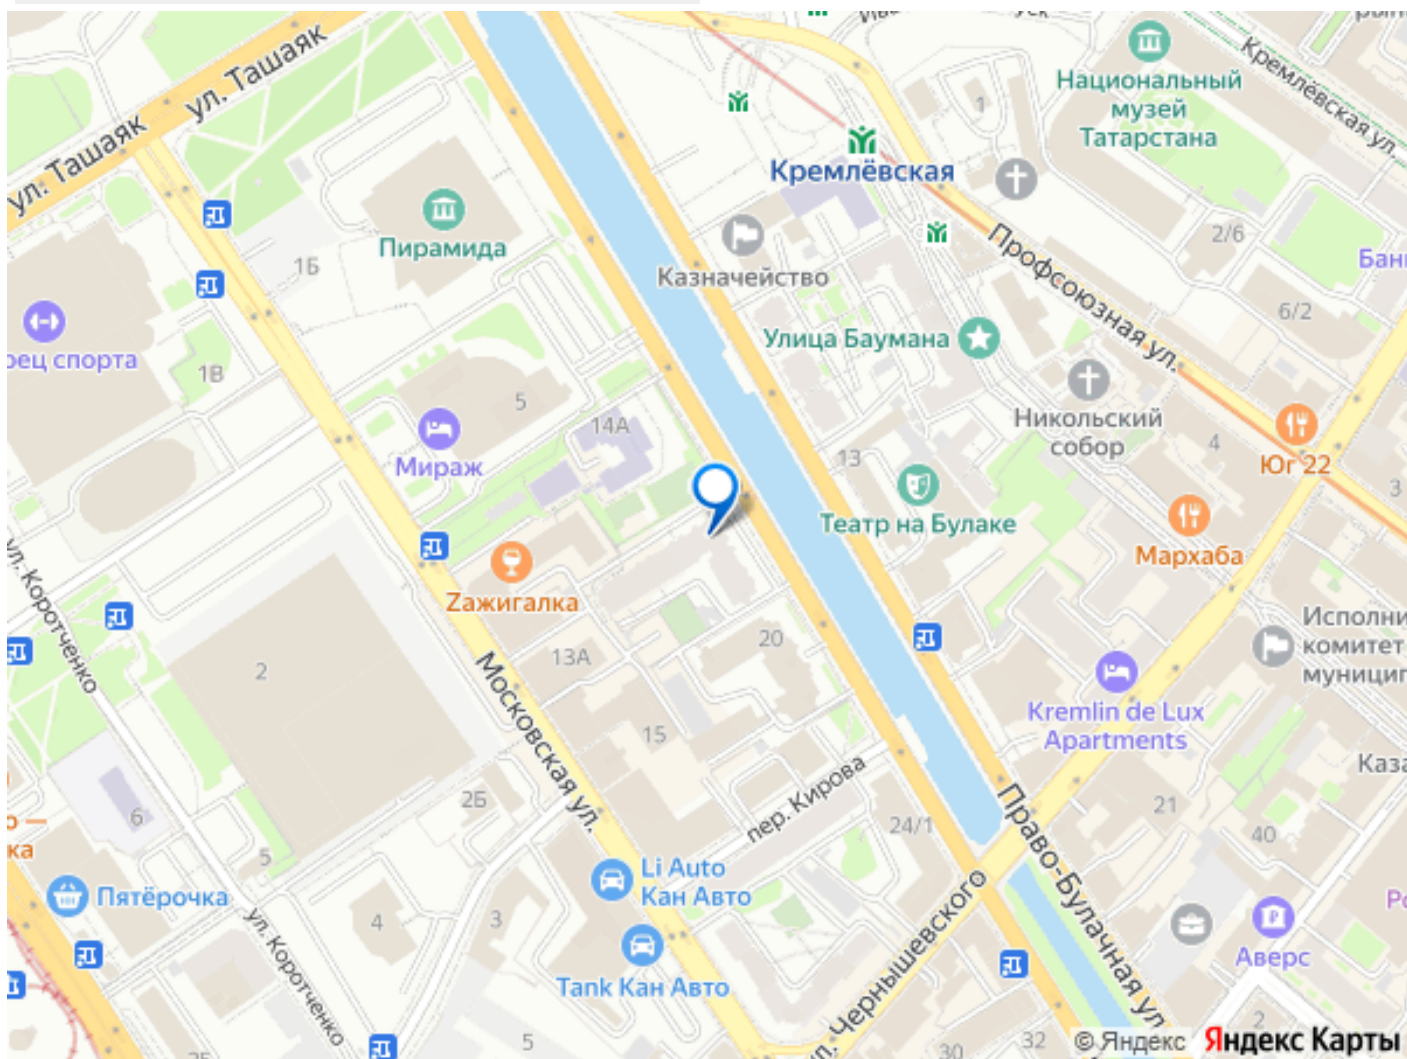 ул. Ташаяк
ул. Ташаяк
Кремлёвская ул.
Национальный
музей
Татарстана
1
Кремлёвская
Пирамида
1Б
Казначейство
2/6
Профсоюзная ул.
6/2
Улица Баумана
1В
5
14А
Мираж
Никольский
собор
4
Юг 22
3
13
Театр на Булаке
Мархаба
Zажигалка
ул. Коротченко
2
13А
20
Московская ул.
15
Kremlin de Lux
Apartments
пер. Кирова
2Б
6
5
24/1
21
40
Li Auto
Кан Авто
Право-Булачная ул.
Пятёрочка
4
3
ул. Коротченко
Tank Кан Авто
ул. Чернышевского
Аверс
5
2
30
32
© Яндекс
Яндекс Карты